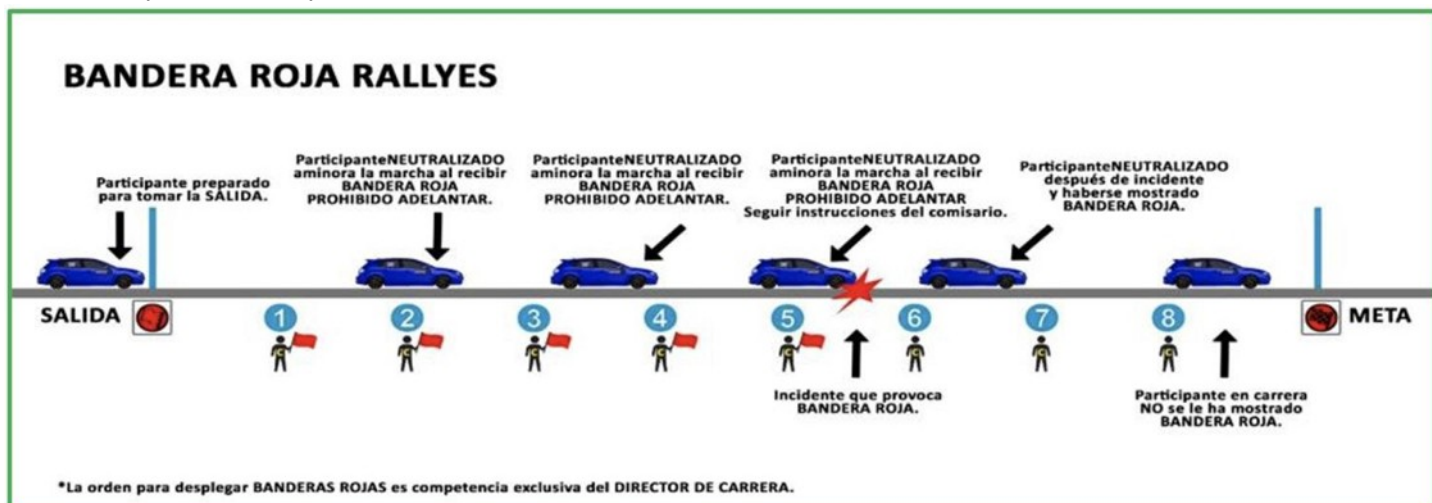 BANDERA ROJA RALLYES
Participante preparado
para tomar la SALIDA.
ParticipanteNEUTRALIZADO
aminora la marcha al recibir
BANDERA ROJA
PROHIBIDO ADELANTAR.
ParticipanteNEUTRALIZADO
aminora la marcha al recibir
BANDERA ROJA
PROHIBIDO ADELANTAR.
ParticipanteNEUTRALIZADO
aminora la marcha al recibir
BANDERA ROJA
PROHIBIDO ADELANTAR
Seguir instrucciones del comisario.
ParticipanteNEUTRALIZADO
después de incidente
y haberse mostrado
BANDERA ROJA.
SALIDA
1
2
3
4
5
6
7
8
META
Incidente que provoca
BANDERA ROJA.
Participante en carrera
NO se le ha mostrado
BANDERA ROJA.
*La orden para desplegar BANDERAS ROJAS es competencia exclusiva del DIRECTOR DE CARRERA.